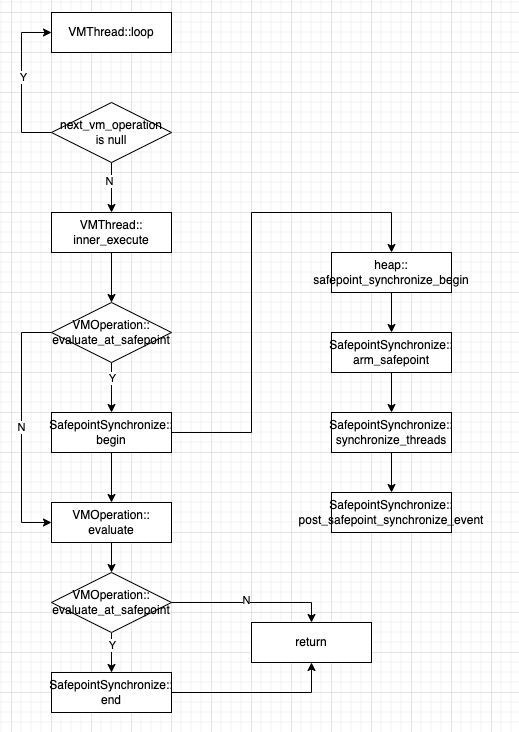 VMThread::loop
Y
next_vm_operation
is null
N
VMThread::
inner_execute
heap::
safepoint_synchronize_begin
VMOperation::
evaluate_at_safepoint
SafepointSynchronize::
arm_safepoint
Y
N
SafepointSynchronize::
begin
SafepointSynchronize::
synchronize_threads
VMOperation::
evaluate
SafepointSynchronize::
post_safepoint_synchronize_event
VMOperation::
evaluate_at_safepoint
N
Y
return
SafepointSynchronize::
end